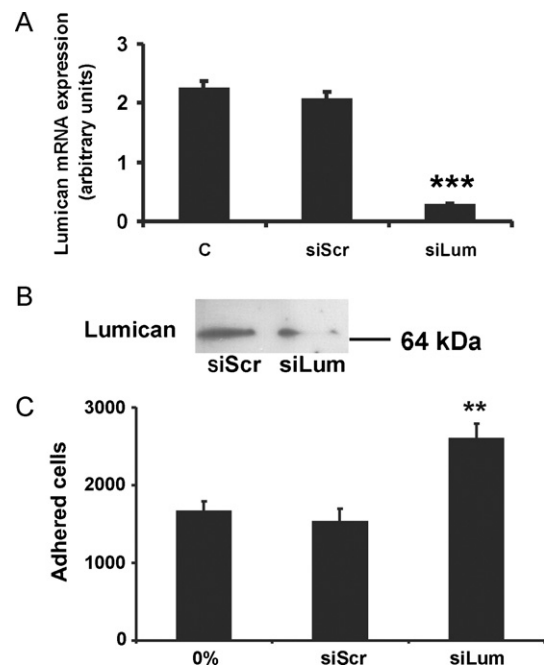 A
Lumican mRNA expression
(arbitrary units)
3
2
1
0
***
C siScr siLum
B
Lumican
64 kDa
siScr siLum
C
Adhered cells
3000
2000
1000
0
**
0% siScr siLum